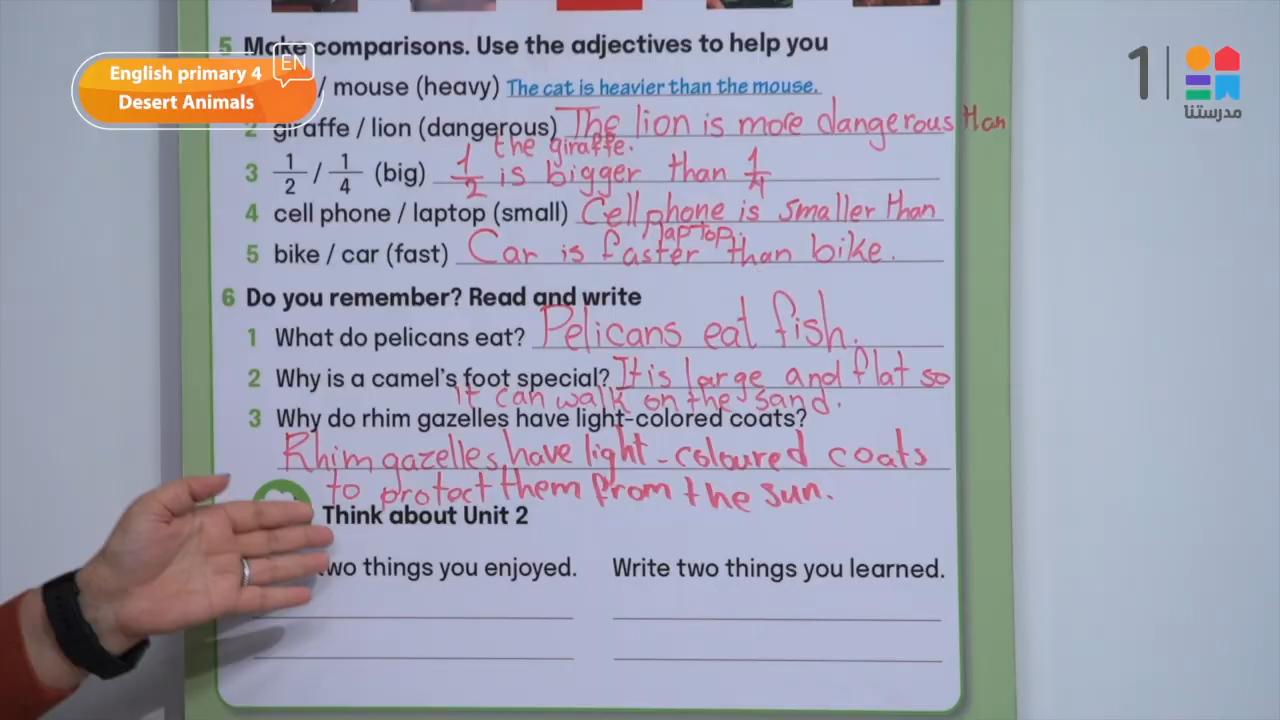 5 Make comparisons. Use the adjectives to help you
English primary 4
EN
Desert Animals
1
مدرستنا
/ mouse (heavy) The cat is heavier than the mouse.
2 giraffe / lion (dangerous) The lion is more dangerous than
the giraffe.
3 1/2 / 1/4 (big) 1/2 is bigger than 1/4
4 cell phone / laptop (small) Cell phone is smaller than
laptop.
5 bike / car (fast) Car is faster than bike.
6 Do you remember? Read and write
1 What do pelicans eat? Pelicans eat fish.
2 Why is a camel's foot special? It is large and flat so
it can walk on the sand.
3 Why do rhim gazelles have light-colored coats?
Rhim gazelles have light-coloured coats
to protect them from the sun.
Think about Unit 2
two things you enjoyed.
Write two things you learned.